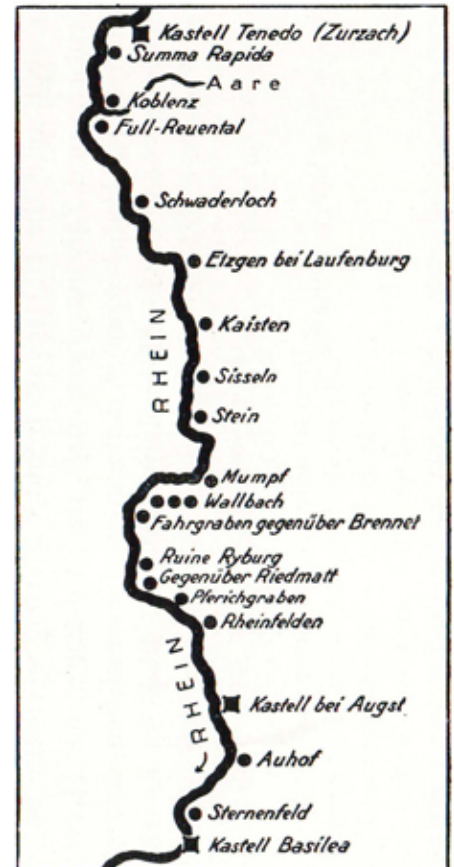 Kastell Tenedo (Zurzach)
Summa Rapida
Aare
Koblenz
Full-Reuental
Schwaderloch
Etzgen bei Laufenburg
RHEIN
Kaisten
Sisseln
Stein
Mumpf
Wallbach
Fahrgraben gegenüber Brennet
Ruine Ryburg
Gegenüber Riedmatt
Pferichgraben
Rheinfelden
RHEIN
Kastell bei Augst
Auhof
Sternenfeld
Kastell Basilea